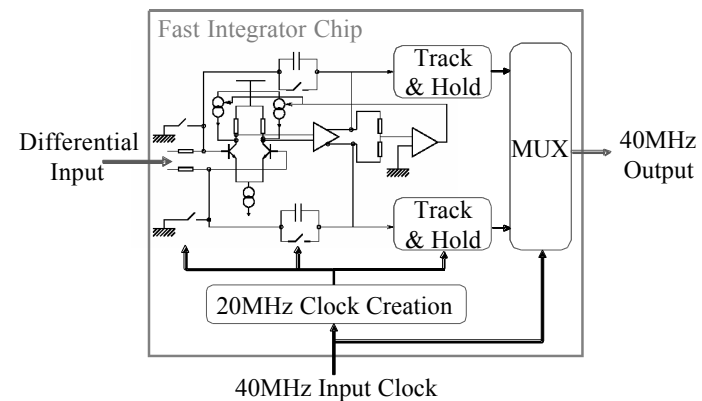 Fast Integrator Chip
Track
& Hold
Differential
Input
MUX
40MHz
Output
Track
& Hold
20MHz Clock Creation
40MHz Input Clock